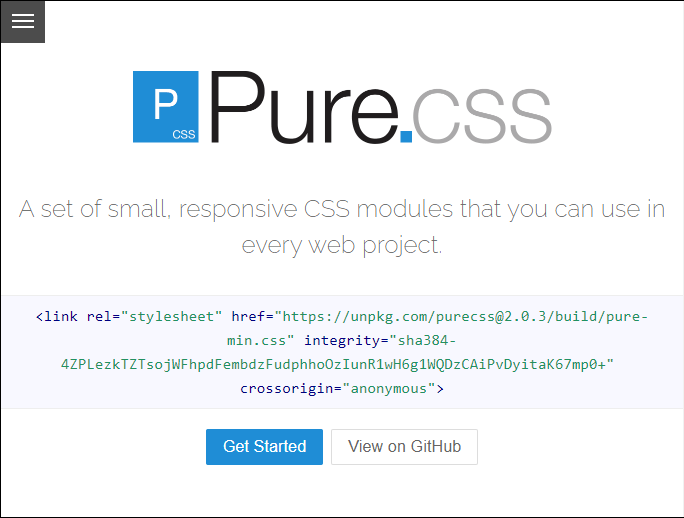 P
CSS
Pure.css
A set of small, responsive CSS modules that you can use in
every web project.
<link rel="stylesheet" href="https://unpkg.com/purecss@2.0.3/build/pure-
min.css" integrity="sha384-
4ZPLezkTZTsojWFhpdFembdzFudphhoOzIunR1wH6g1WQDzCAiPvDyitaK67mp0+"
crossorigin="anonymous">
Get Started
View on GitHub